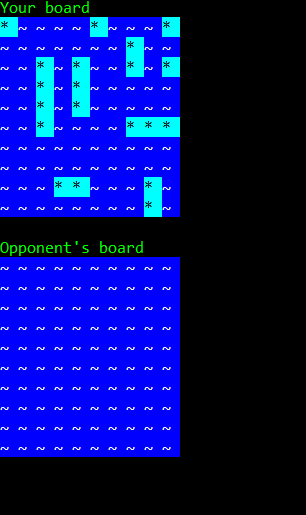 Your board
* ~ ~ ~ ~ * ~ ~ ~ *
~ ~ ~ ~ ~ ~ ~ * ~ ~
~ ~ * ~ * ~ ~ * ~ *
~ ~ * ~ * ~ ~ ~ ~ ~
~ ~ * ~ * ~ ~ ~ ~ ~
~ ~ * ~ ~ ~ ~ * * *
~ ~ ~ ~ ~ ~ ~ ~ ~ ~
~ ~ ~ ~ ~ ~ ~ ~ ~ ~
~ ~ ~ * * ~ ~ ~ * ~
~ ~ ~ ~ ~ ~ ~ ~ * ~
Opponent's board
~ ~ ~ ~ ~ ~ ~ ~ ~ ~
~ ~ ~ ~ ~ ~ ~ ~ ~ ~
~ ~ ~ ~ ~ ~ ~ ~ ~ ~
~ ~ ~ ~ ~ ~ ~ ~ ~ ~
~ ~ ~ ~ ~ ~ ~ ~ ~ ~
~ ~ ~ ~ ~ ~ ~ ~ ~ ~
~ ~ ~ ~ ~ ~ ~ ~ ~ ~
~ ~ ~ ~ ~ ~ ~ ~ ~ ~
~ ~ ~ ~ ~ ~ ~ ~ ~ ~
~ ~ ~ ~ ~ ~ ~ ~ ~ ~